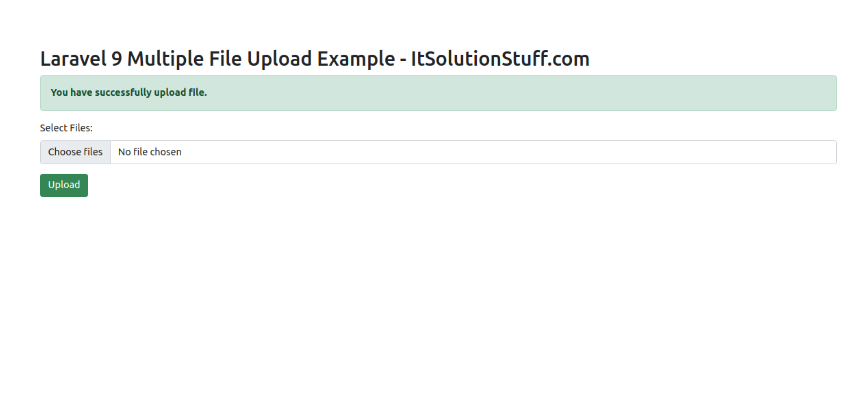 Laravel 9 Multiple File Upload Example - ItSolutionStuff.com
You have successfully upload file.
Select Files:
Choose files No file chosen
Upload